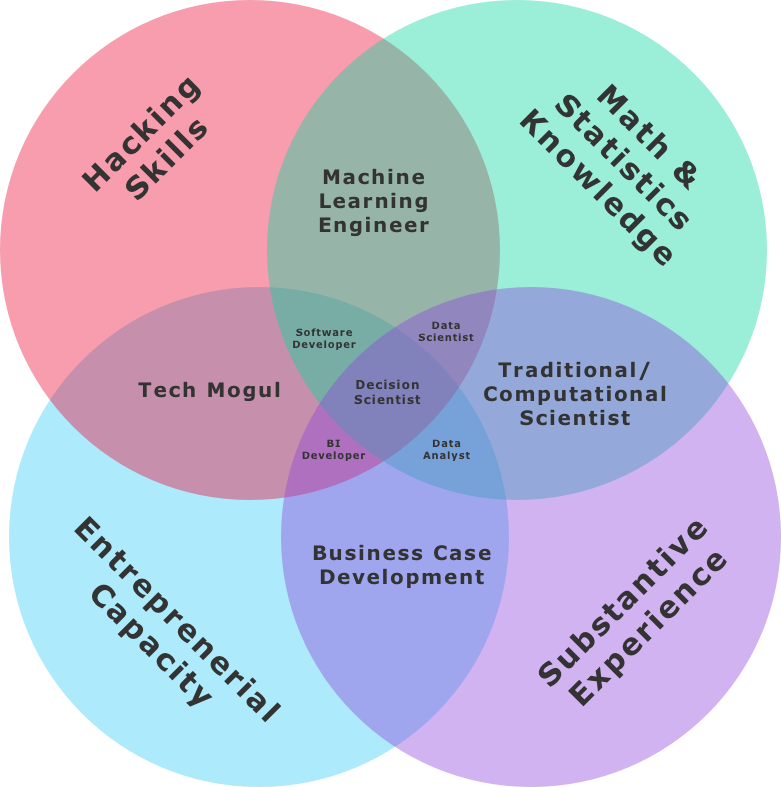 Hacking
Skills
Math &
Statistics
Knowledge
Machine
Learning
Engineer
Software
Developer
Data
Scientist
Tech Mogul
Decision
Scientist
Traditional/
Computational
Scientist
BI
Developer
Data
Analyst
Business Case
Development
Entreprenerial
Capacity
Substantive
Experience